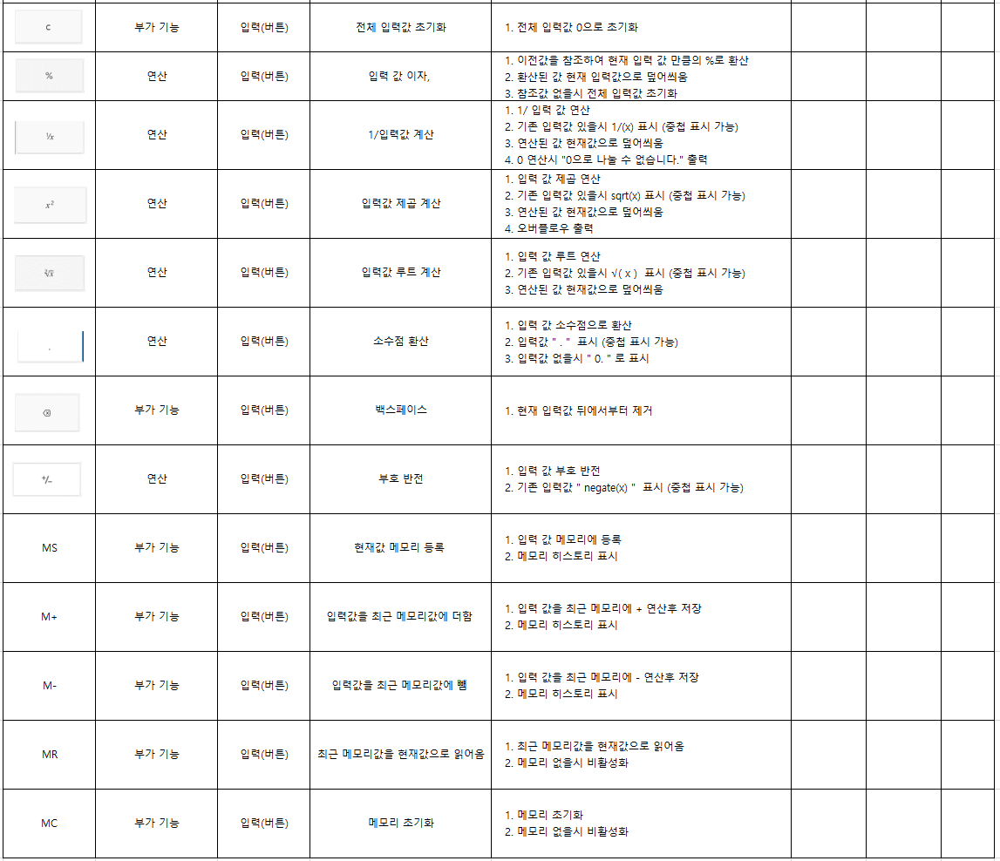 C 부가 기능 입력(버튼) 전체 입력값 초기화 1. 전체 입력값 0으로 초기화
% 연산 입력(버튼) 입력 값 이자,
1. 이전값을 참조하여 현재 입력 값 만큼의 %로 환산
2. 환산된 값 현재 입력값으로 덮어씌움
3. 참조값 없을시 전체 입력값 초기화
¹/x 연산 입력(버튼) 1/입력값 계산
1. 1/ 입력 값 연산
2. 기존 입력값 있을시 1/(x) 표시 (중첩 표시 가능)
3. 연산된 값 현재값으로 덮어씌움
4. 0 연산시 "0으로 나눌 수 없습니다." 출력
x² 연산 입력(버튼) 입력값 제곱 계산
1. 입력 값 제곱 연산
2. 기존 입력값 있을시 sqrt(x) 표시 (중첩 표시 가능)
3. 연산된 값 현재값으로 덮어씌움
4. 오버플로우 출력
²√x 연산 입력(버튼) 입력값 루트 계산
1. 입력 값 루트 연산
2. 기존 입력값 있을시 √( x ) 표시 (중첩 표시 가능)
3. 연산된 값 현재값으로 덮어씌움
. 연산 입력(버튼) 소수점 환산
1. 입력 값 소수점으로 환산
2. 입력값 " . " 표시 (중첩 표시 가능)
3. 입력값 없을시 " 0. " 로 표시
⌫ 부가 기능 입력(버튼) 백스페이스 1. 현재 입력값 뒤에서부터 제거
+/- 연산 입력(버튼) 부호 반전
1. 입력 값 부호 반전
2. 기존 입력값 " negate(x) " 표시 (중첩 표시 가능)
MS 부가 기능 입력(버튼) 현재값 메모리 등록
1. 입력 값 메모리에 등록
2. 메모리 히스토리 표시
M+ 부가 기능 입력(버튼) 입력값을 최근 메모리값에 더함
1. 입력 값을 최근 메모리에 + 연산후 저장
2. 메모리 히스토리 표시
M- 부가 기능 입력(버튼) 입력값을 최근 메모리값에 뺌
1. 입력 값을 최근 메모리에 - 연산후 저장
2. 메모리 히스토리 표시
MR 부가 기능 입력(버튼) 최근 메모리값을 현재값으로 읽어옴
1. 최근 메모리값을 현재값으로 읽어옴
2. 메모리 없을시 비활성화
MC 부가 기능 입력(버튼) 메모리 초기화
1. 메모리 초기화
2. 메모리 없을시 비활성화